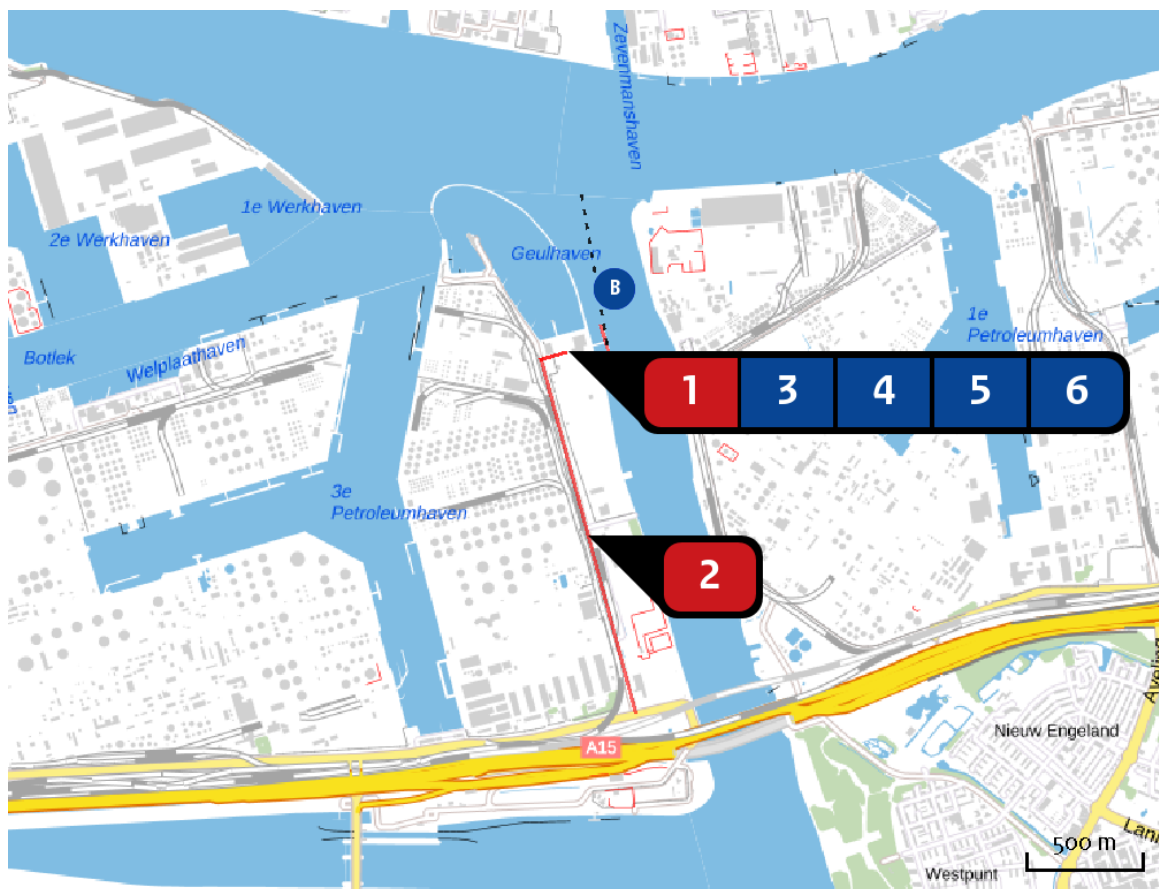 Zevenmanshaven
1e Werkhaven
2e Werkhaven
Geulhaven
B
1e
Petroleumhaven
Botlek
Welplaathaven
1 3 4 5 6
3e
Petroleumhaven
2
A15
Aveling
Nieuw Engeland
500 m
Westpunt